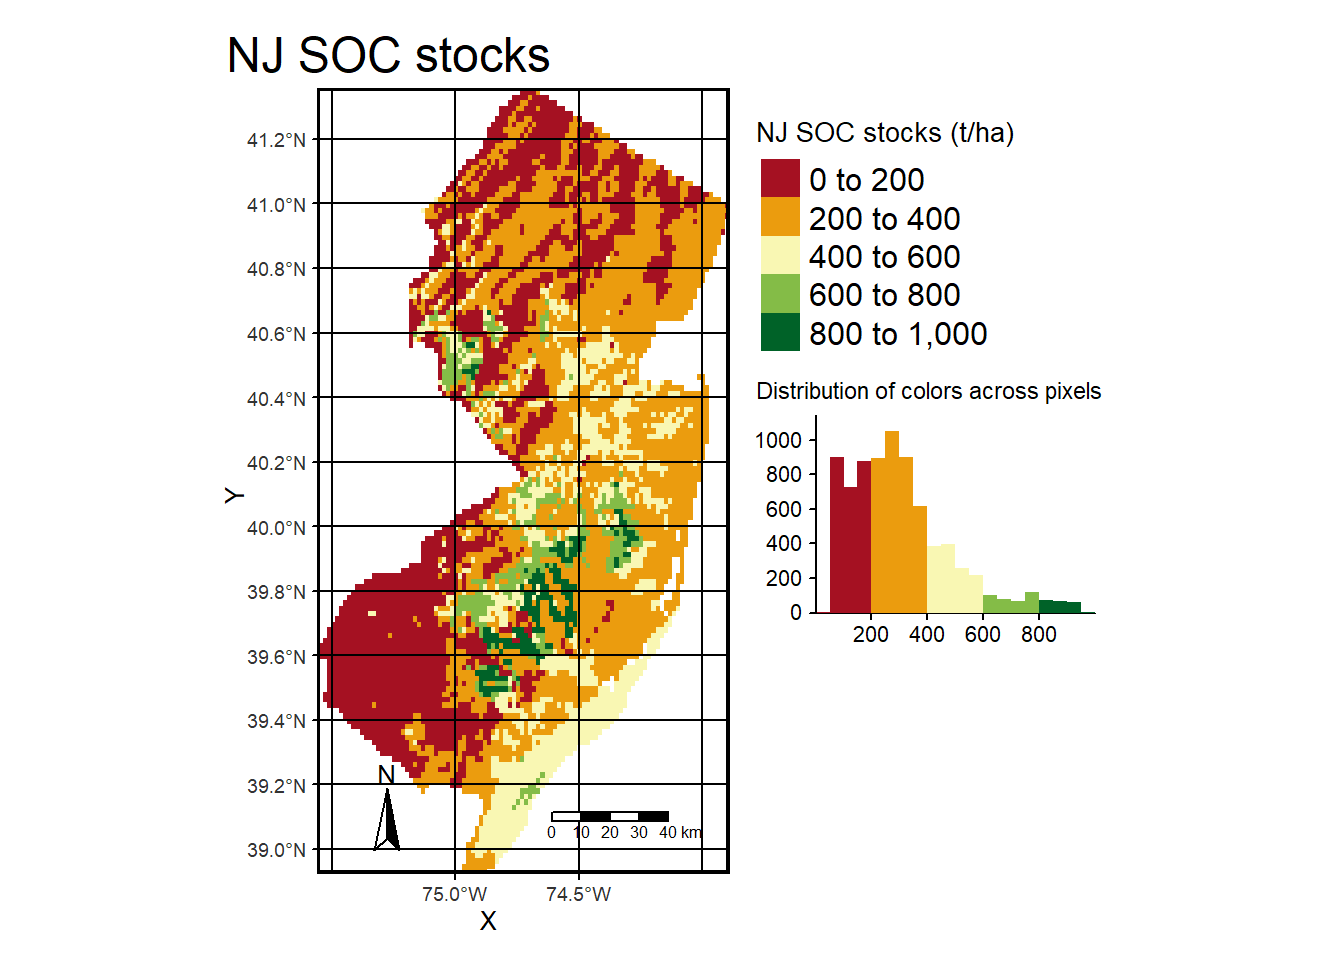 NJ SOC stocks
41.2°N
41.0°N
40.8°N
40.6°N
40.4°N
40.2°N
40.0°N
39.8°N
39.6°N
39.4°N
39.2°N
39.0°N
Y
N
0 10 20 30 40 km
75.0°W 74.5°W
X
NJ SOC stocks (t/ha)
0 to 200
200 to 400
400 to 600
600 to 800
800 to 1,000
Distribution of colors across pixels
1000
800
600
400
200
0
200 400 600 800